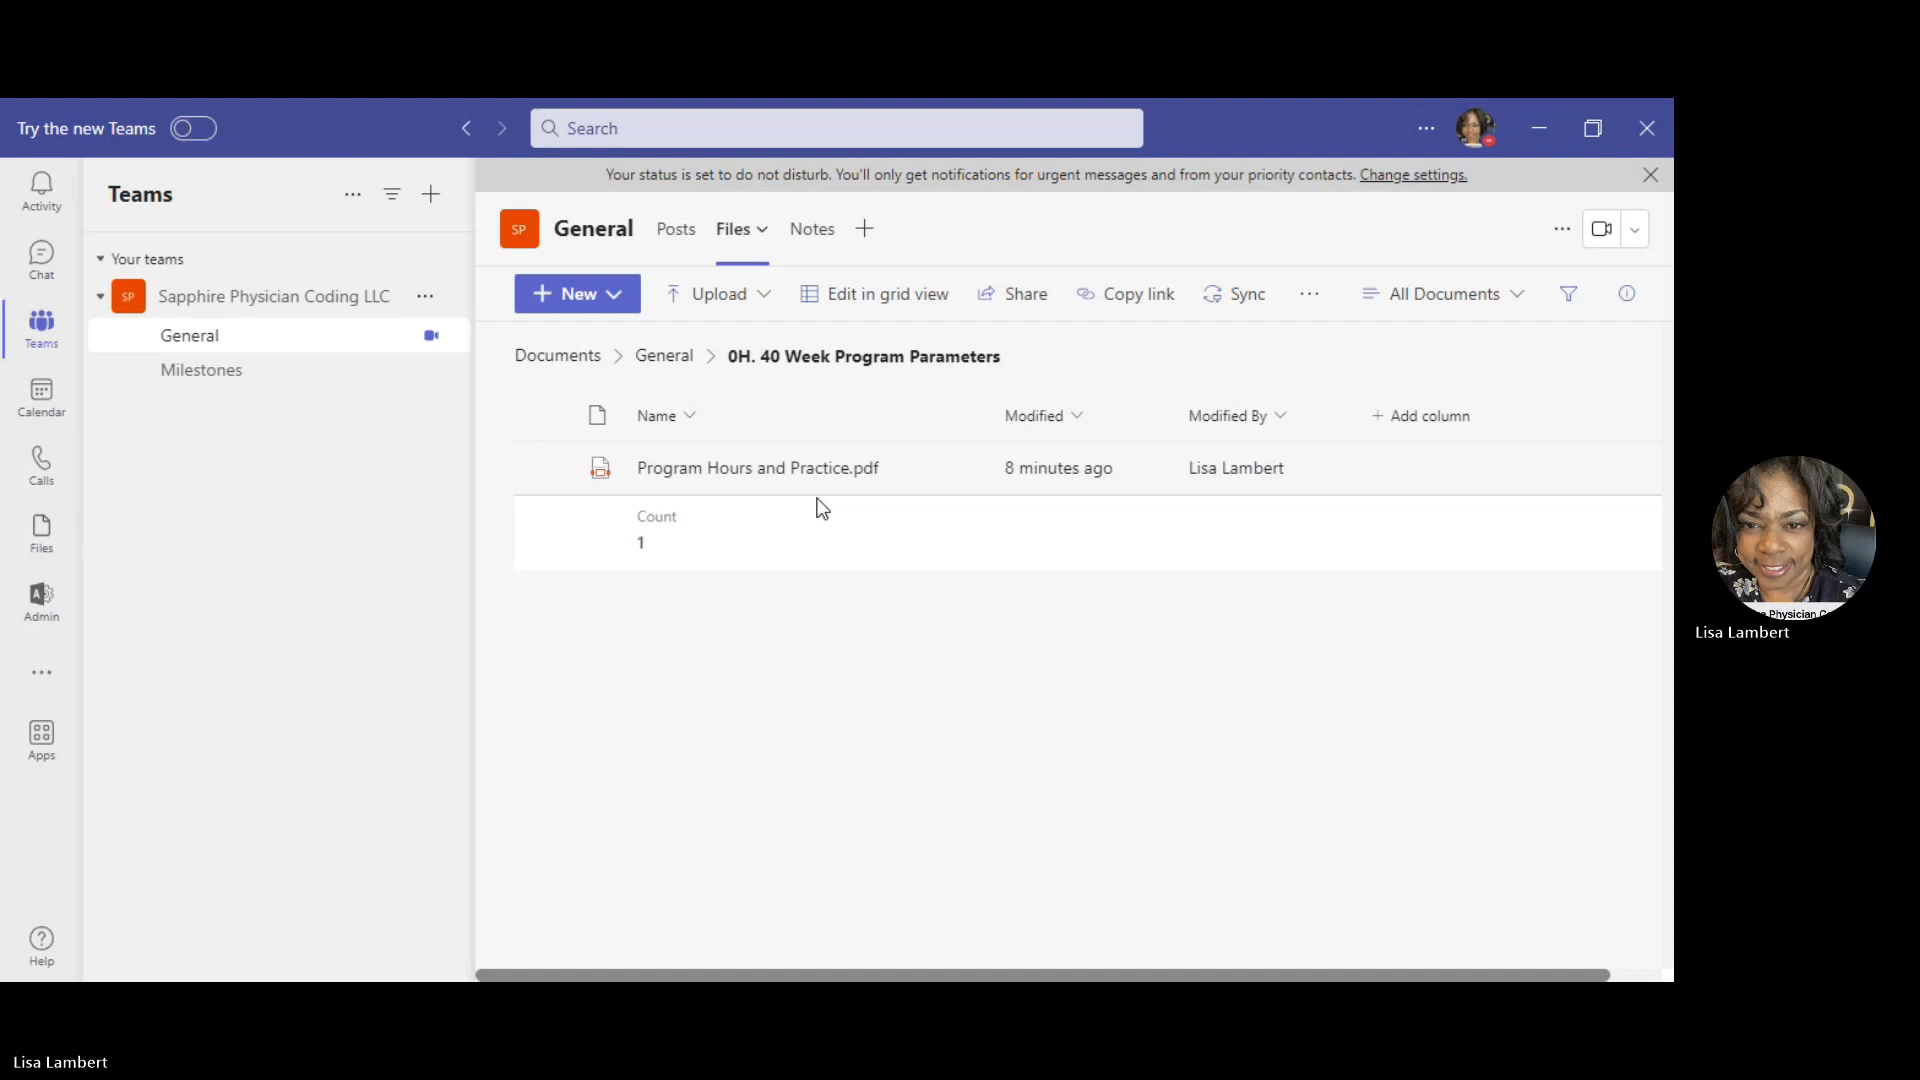 Try the new Teams
Search
Your status is set to do not disturb. You'll only get notifications for urgent messages and from your priority contacts. Change settings.
Activity
Chat
Teams
Calendar
Calls
Files
Admin
Apps
Help
Teams
Your teams
SP Sapphire Physician Coding LLC
General
Milestones
SP General Posts Files Notes
New Upload Edit in grid view Share Copy link Sync All Documents
Documents General 0H. 40 Week Program Parameters
Name Modified Modified By Add column
Program Hours and Practice.pdf 8 minutes ago Lisa Lambert
Count
1
Physician
Lisa Lambert
Lisa Lambert